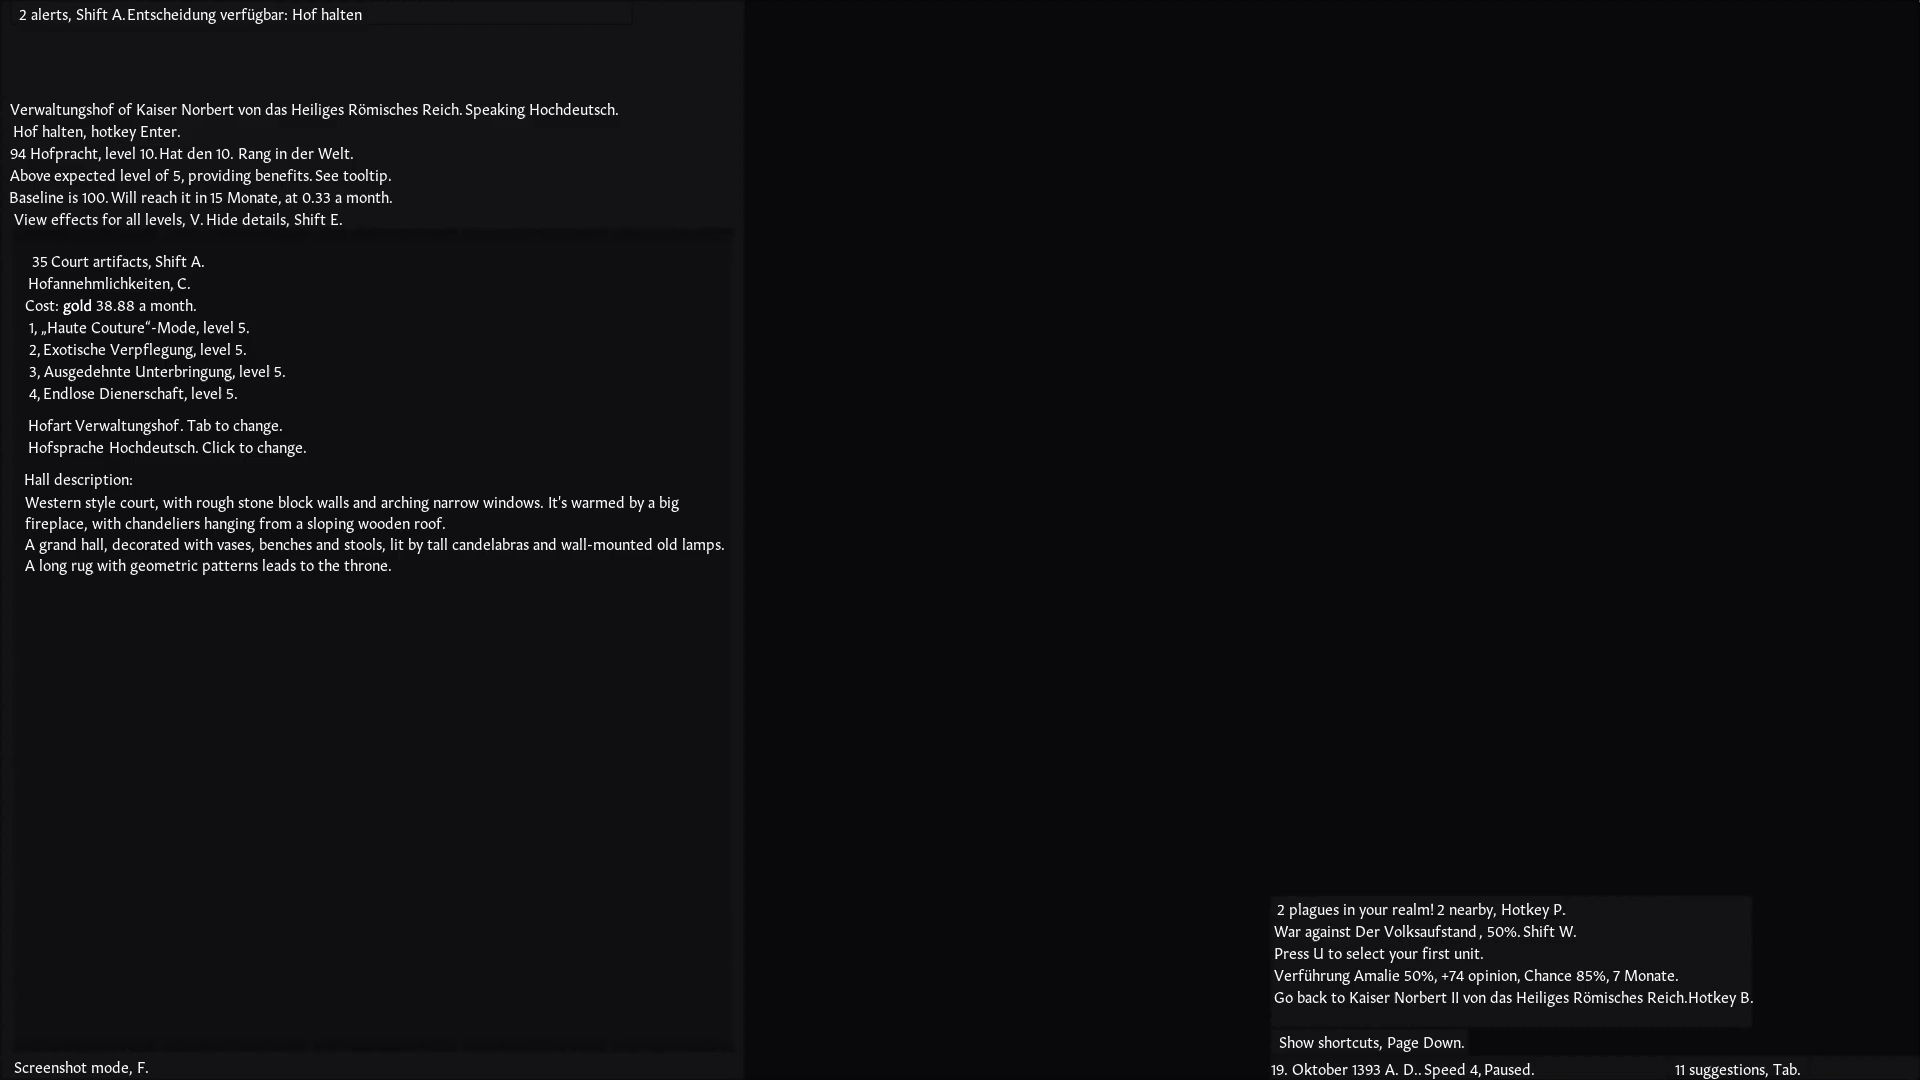 2 alerts, Shift A. Entscheidung verfügbar: Hof halten
Verwaltungshof of Kaiser Norbert von das Heiliges Römisches Reich. Speaking Hochdeutsch.
Hof halten, hotkey Enter.
94 Hofpracht, level 10. Hat den 10. Rang in der Welt.
Above expected level of 5, providing benefits. See tooltip.
Baseline is 100. Will reach it in 15 Monate, at 0.33 a month.
View effects for all levels, V. Hide details, Shift E.
35 Court artifacts, Shift A.
Hofannehmlichkeiten, C.
Cost: gold 38.88 a month.
1, „Haute Couture“-Mode, level 5.
2, Exotische Verpflegung, level 5.
3, Ausgedehnte Unterbringung, level 5.
4, Endlose Dienerschaft, level 5.
Hofart Verwaltungshof. Tab to change.
Hofsprache Hochdeutsch. Click to change.
Hall description:
Western style court, with rough stone block walls and arching narrow windows. It's warmed by a big
fireplace, with chandeliers hanging from a sloping wooden roof.
A grand hall, decorated with vases, benches and stools, lit by tall candelabras and wall-mounted old lamps.
A long rug with geometric patterns leads to the throne.
Screenshot mode, F.
2 plagues in your realm! 2 nearby, Hotkey P.
War against Der Volksaufstand, 50%. Shift W.
Press U to select your first unit.
Verführung Amalie 50%, +74 opinion, Chance 85%, 7 Monate.
Go back to Kaiser Norbert II von das Heiliges Römisches Reich.Hotkey B.
Show shortcuts, Page Down.
19. Oktober 1393 A. D.. Speed 4, Paused.
11 suggestions, Tab.